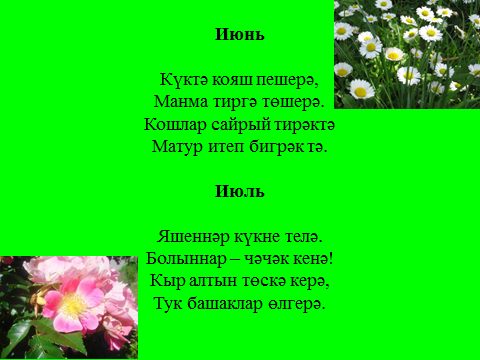 Июнь
Күктә кояш пешерә,
Манма тиргә төшерә.
Кошлар сайрый тирәктә
Матур итеп бигрәк тә.
Июль
Яшеннәр күкне телә.
Болыннар – чәчәк кенә!
Кыр алтын төскә керә,
Тук башаклар өлгерә.